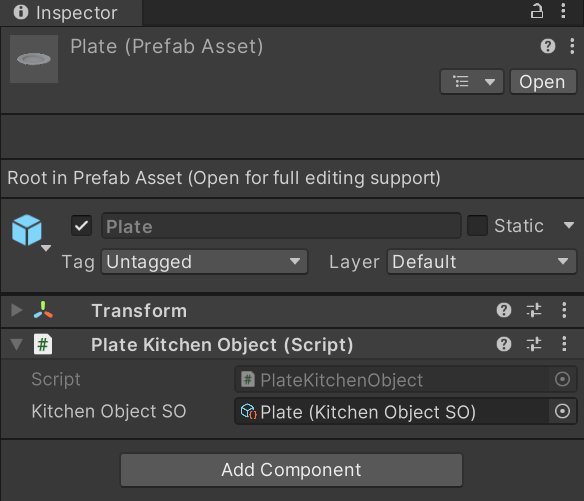 Inspector
Plate (Prefab Asset)
Open
Root in Prefab Asset (Open for full editing support)
Plate
Static
Tag Untagged Layer Default
Transform
# Plate Kitchen Object (Script)
Script # PlateKitchenObject
Kitchen Object SO Plate (Kitchen Object SO)
Add Component